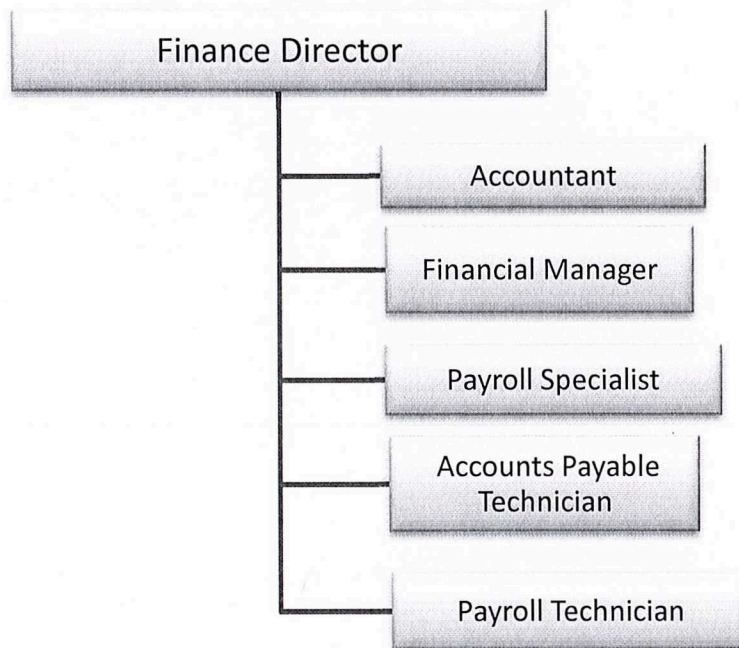 Finance Director
Accountant
Financial Manager
Payroll Specialist
Accounts Payable
Technician
Payroll Technician